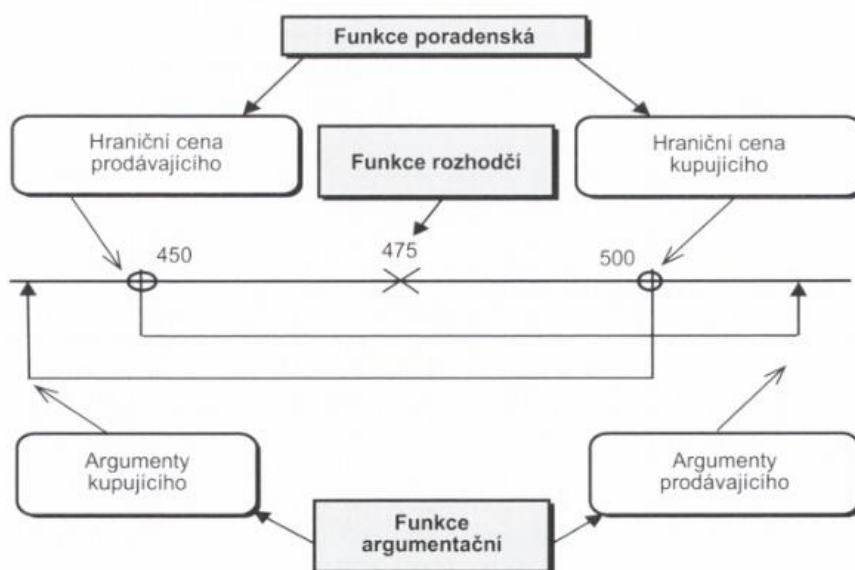 Funkce poradenská
Hraniční cena
prodávajícího
Funkce rozhodčí
Hraniční cena
kupujícího
450
475
500
Argumenty
kupujícího
Argumenty
prodávajícího
Funkce
argumentační